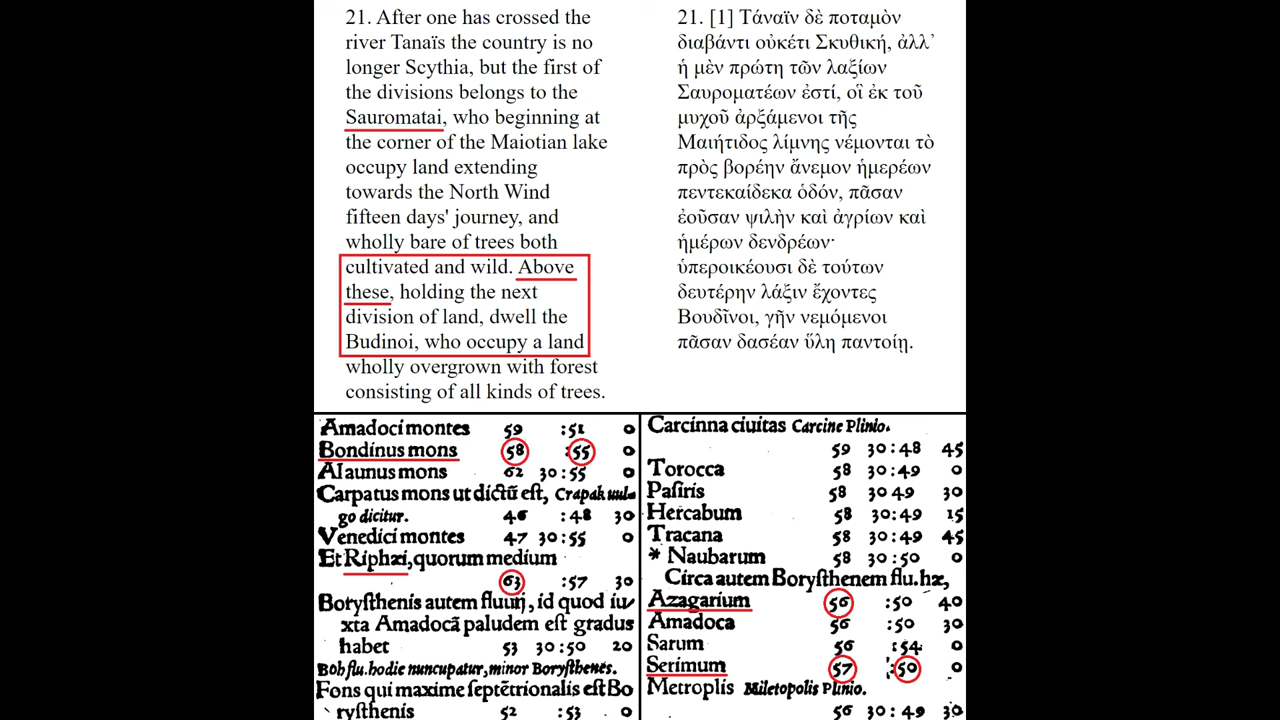 21. After one has crossed the
river Tanaïs the country is no
longer Scythia, but the first of
the divisions belongs to the
Sauromatai, who beginning at
the corner of the Maiotian lake
occupy land extending
towards the North Wind
fifteen days' journey, and
wholly bare of trees both
cultivated and wild. Above
these, holding the next
division of land, dwell the
Budinoi, who occupy a land
wholly overgrown with forest
consisting of all kinds of trees.
21. [1] Τάναϊν δὲ ποταμὸν
διαβάντι οὐκέτι Σκυθική, ἀλλ᾽
ἡ μὲν πρώτη τῶν λαξίων
Σαυροματέων ἐστί, οἳ ἐκ τοῦ
μυχοῦ ἀρξάμενοι τῆς
Μαιήτιδος λίμνης νέμονται τὸ
πρὸς βορέην ἄνεμον ἡμερέων
πεντεκαίδεκα ὁδόν, πᾶσαν
ἐοῦσαν ψιλὴν καὶ ἀγρίων καὶ
ἡμέρων δενδρέων·
ὑπεροικέουσι δὲ τούτων
δευτέρην λάξιν ἔχοντες
Βουδῖνοι, γῆν νεμόμενοι
πᾶσαν δασέαν ὕλη παντοίῃ.
Amadoci montes 59 :51 0
Bondinus mons 58 :55 0
Alaunus mons 62 30:55 0
Carpatus mons ut dictũ est, Crapak uul-
go dicitur. 46 :48 30
Venedici montes 47 30:55 0
Et Riphæi, quorum medium
63 :57 30
Borysthenis autem fluuij, id quod iu
xta Amadocã paludem est gradus
habet 53 30:50 20
Boh flu. hodie nuncupatur, minor Borysthenes.
Fons qui maxime septẽtrionalis est Bo
rysthenis 52 :53 0
Carcinna ciuitas Carcine Plinio.
59 30:48 45
Torocca 58 30:49 0
Pasiris 58 30 49 30
Hercabum 58 30:49 15
Tracana 58 30:49 45
* Naubarum 58 30:50 0
Circa autem Borysthenem flu. hæ,
Azagarium 56 :50 40
Amadoca 56 :50 30
Sarum 56 :54 0
Serimum 57 :50 0
Metroplis Miletopolis Plinio.
56 30:49 30